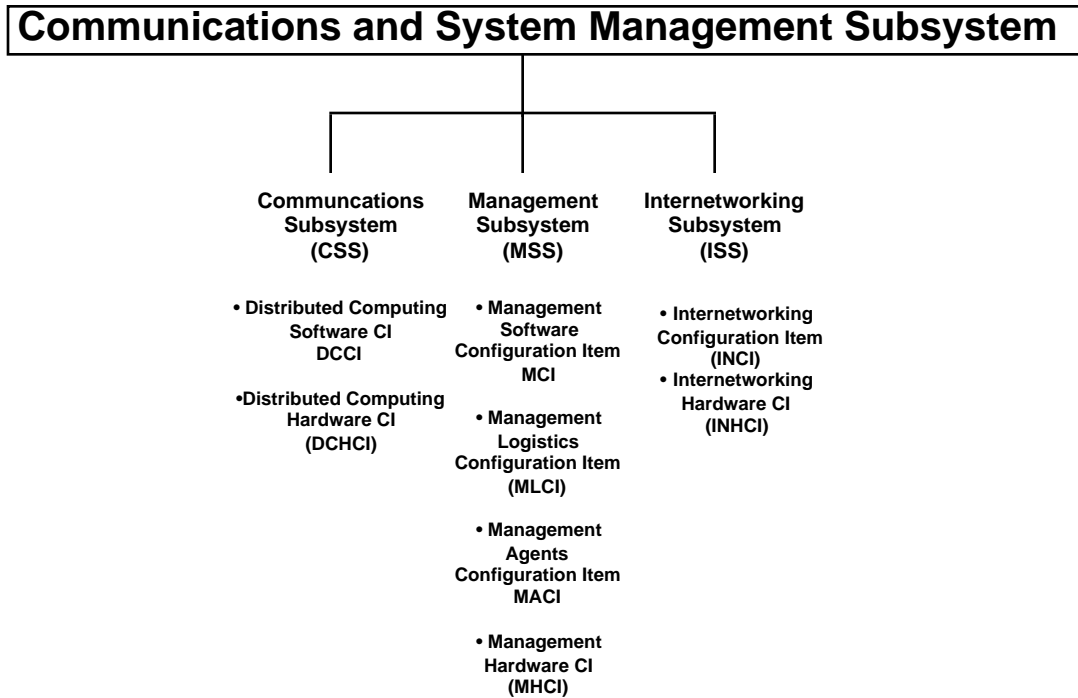 Communications and System Management Subsystem
Communcations
Subsystem
(CSS)
• Distributed Computing
Software CI
DCCI
•Distributed Computing
Hardware CI
(DCHCI)
Management
Subsystem
(MSS)
• Management
Software
Configuration Item
MCI
• Management
Logistics
Configuration Item
(MLCI)
• Management
Agents
Configuration Item
MACI
• Management
Hardware CI
(MHCI)
Internetworking
Subsystem
(ISS)
• Internetworking
Configuration Item
(INCI)
• Internetworking
Hardware CI
(INHCI)